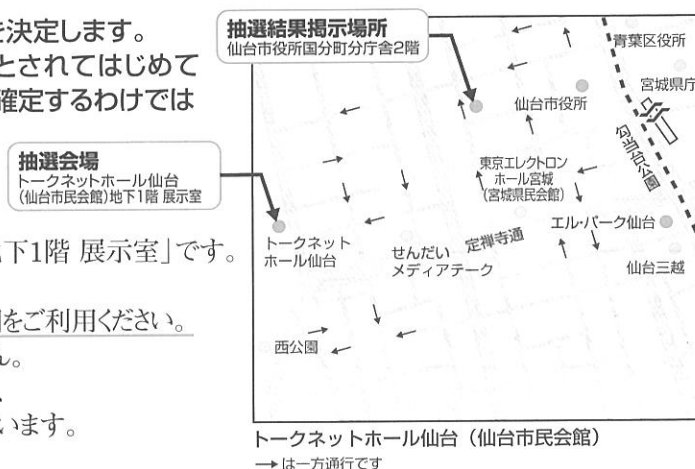 を決定します。
とされてはじめて
確定するわけでは
抽選結果掲示場所
仙台市役所国分町分庁舎2階
抽選会場
トークネットホール仙台
(仙台市民会館)地下1階 展示室
下1階 展示室」です。
をご利用ください。
ん。
います。
青葉区役所
宮城県庁
仙台市役所
勾当台公園
東京エレクトロン
ホール宮城
(宮城県民会館)
エル・パーク仙台
定禅寺通
トークネット
ホール仙台
せんだい
メディアテーク
仙台三越
西公園
トークネットホール仙台(仙台市民会館)
→は一方通行です